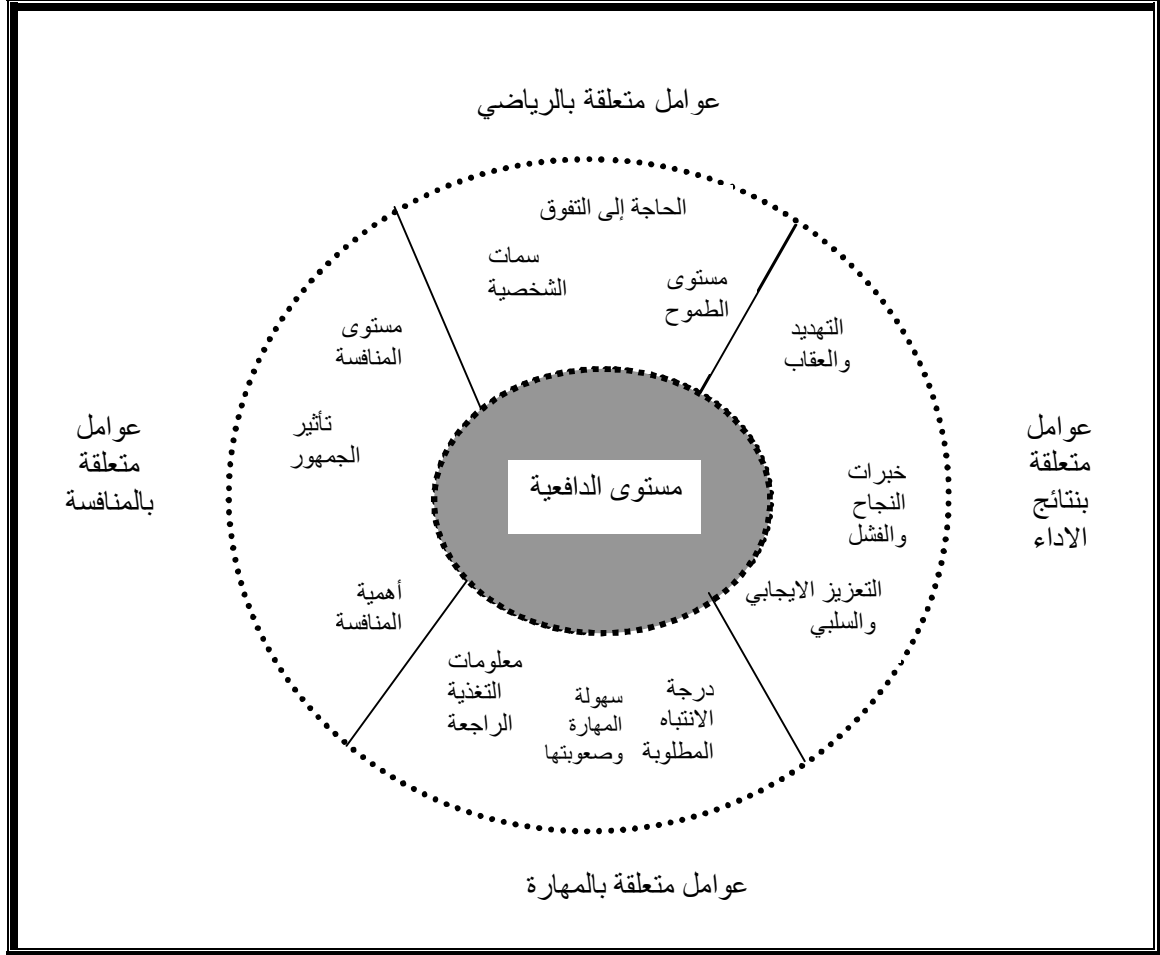 عوامل متعلقة بالرياضي
الحاجة إلى التفوق
مستوى
الطموح
سمات
الشخصية
التهديد
والعقاب
خبرات
النجاح
والفشل
التعزيز الايجابي
والسلبي
عوامل
متعلقة
بنتائج
الاداء
مستوى الدافعية
مستوى
المنافسة
تأثير
الجمهور
أهمية
المنافسة
عوامل
متعلقة
بالمنافسة
درجة
الانتباه
المطلوبة
سهولة
المهارة
وصعوبتها
معلومات
التغذية
الراجعة
عوامل متعلقة بالمهارة